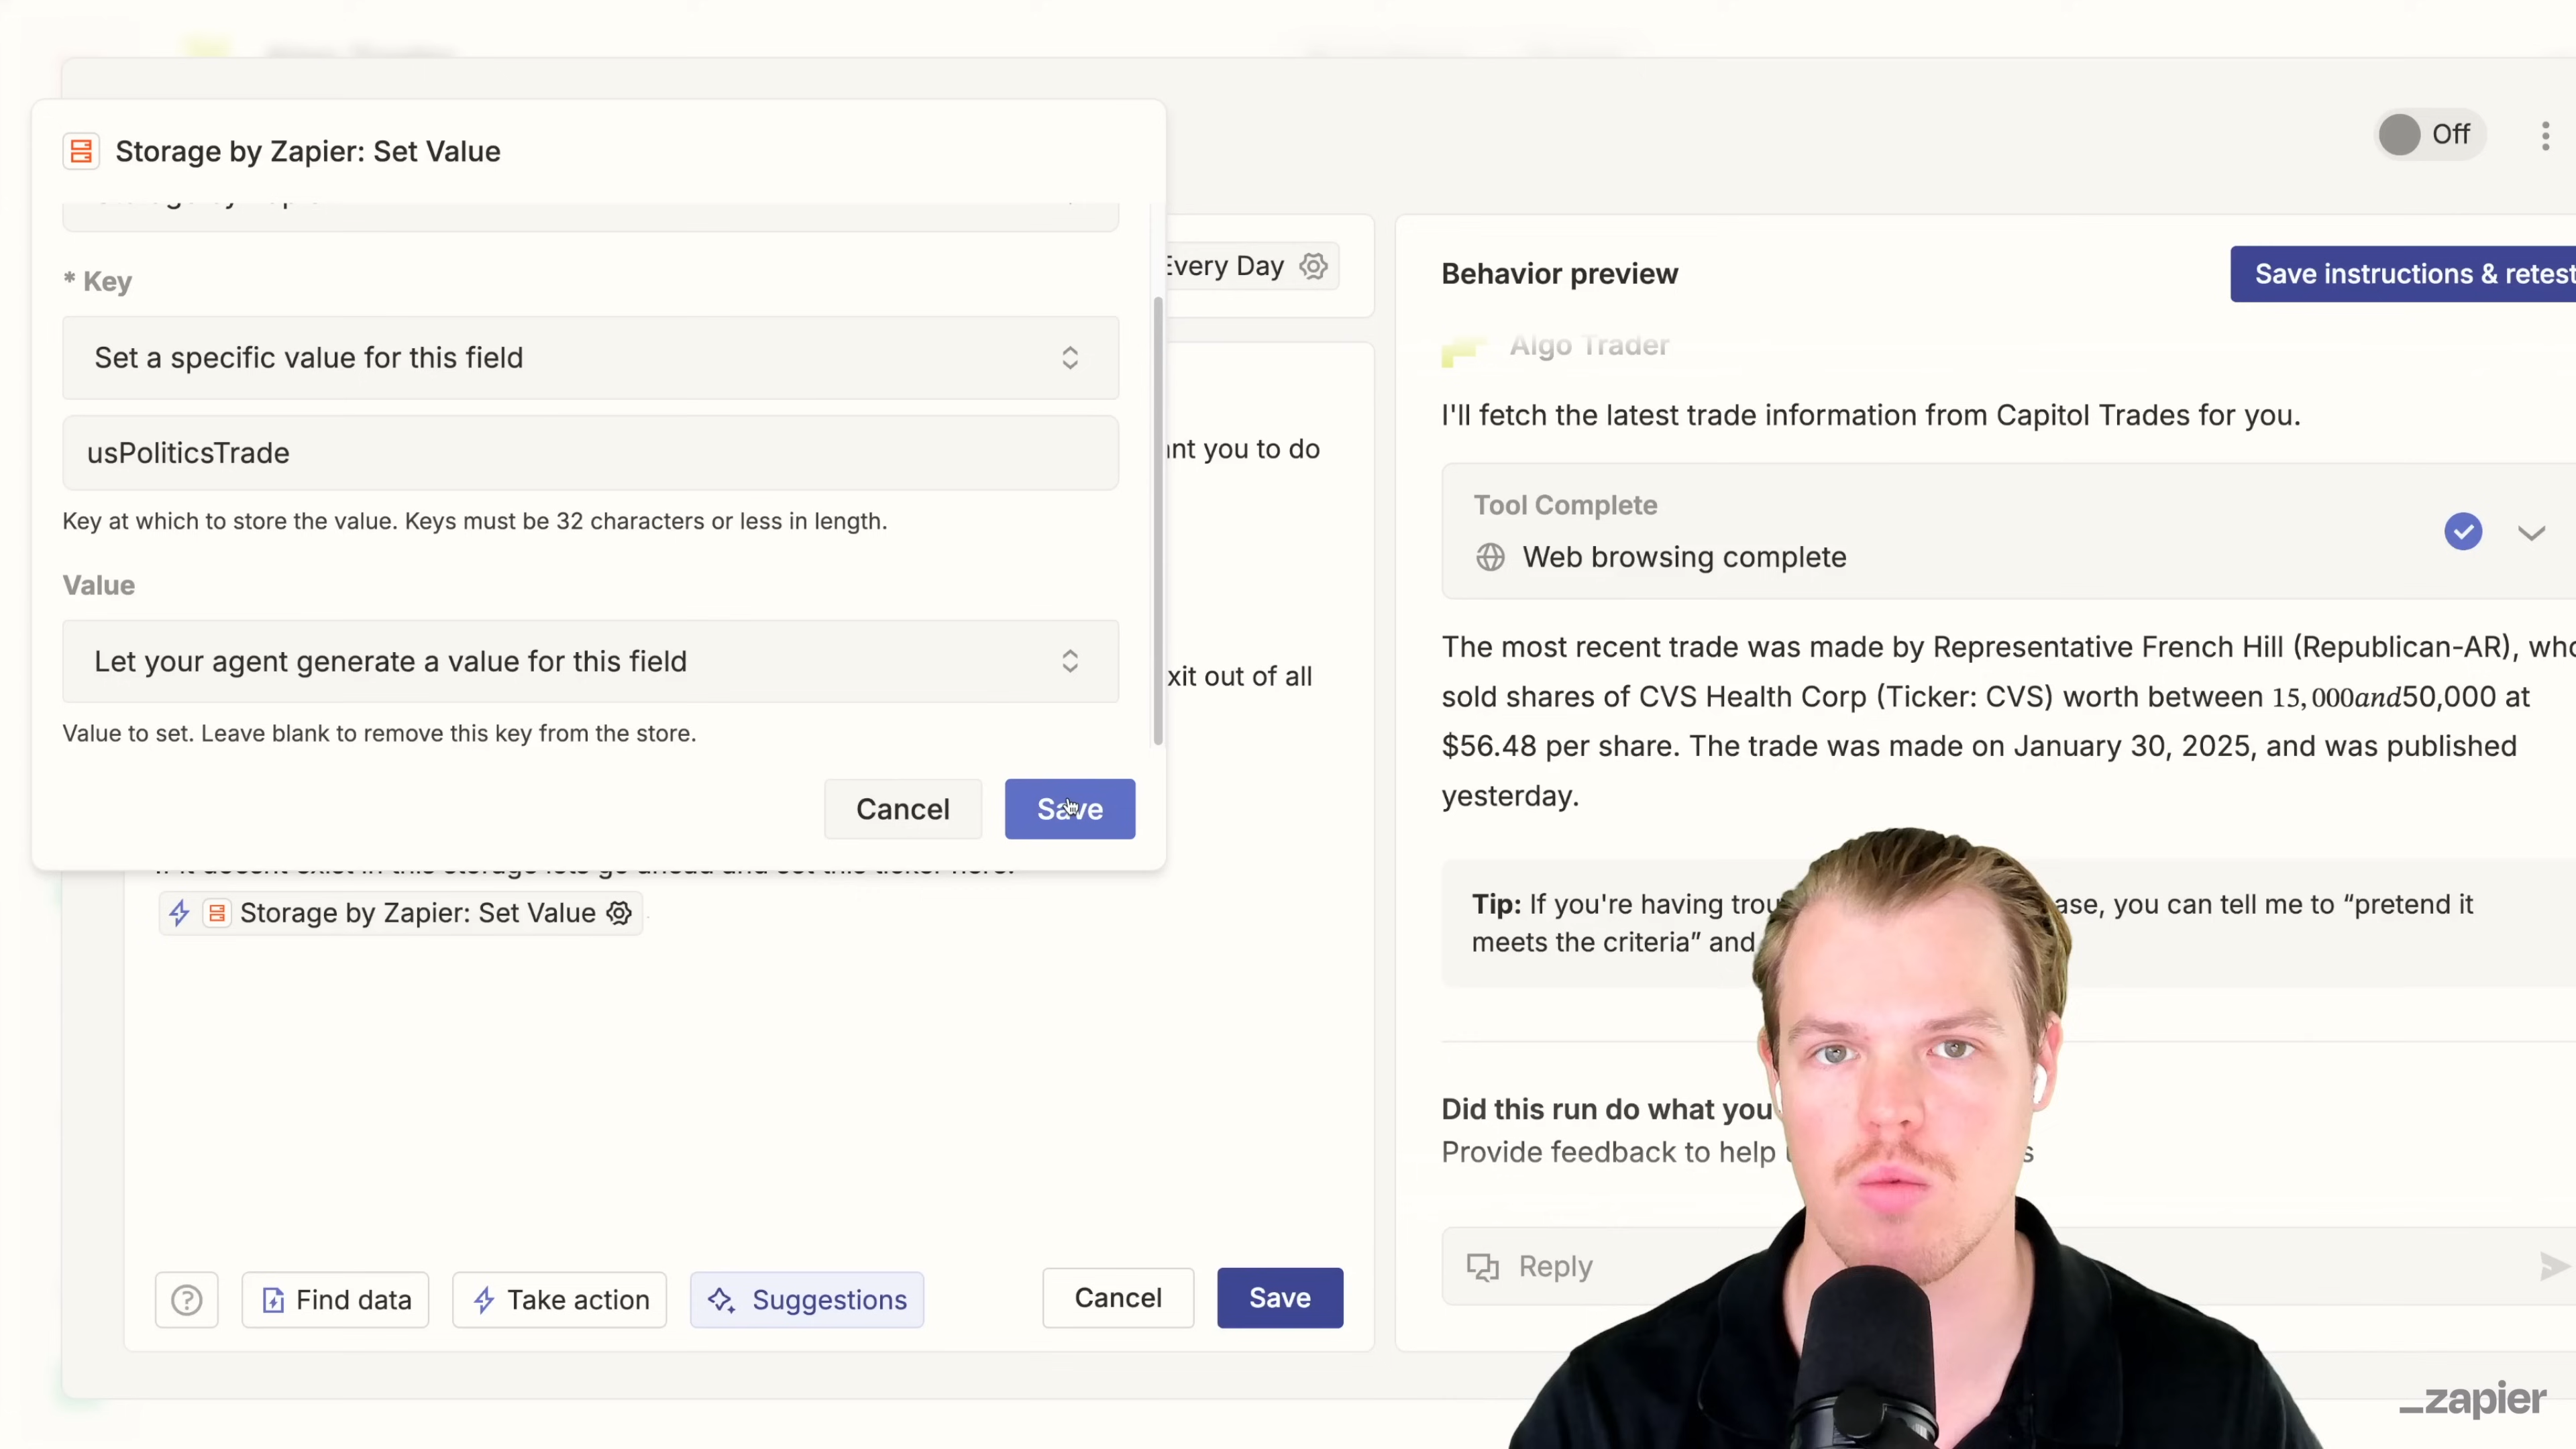 Storage by Zapier: Set Value
* Key
Set a specific value for this field
usPoliticsTrade
Key at which to store the value. Keys must be 32 characters or less in length.
Value
Let your agent generate a value for this field
Value to set. Leave blank to remove this key from the store.
Cancel
Save
Off
Every Day
you to do
out of all
Storage by Zapier: Set Value
Find data
Take action
Suggestions
Cancel
Save
Behavior preview
Save instructions & retest
Algo Trader
I'll fetch the latest trade information from Capitol Trades for you.
Tool Complete
Web browsing complete
The most recent trade was made by Representative French Hill (Republican-AR), who
sold shares of CVS Health Corp (Ticker: CVS) worth between 15,000and50,000 at
$56.48 per share. The trade was made on January 30, 2025, and was published
yesterday.
Tip: If you're having ase, you can tell me to “pretend it
meets the criteria” and
Did this run do what you
Provide feedback to help
Reply
zapier